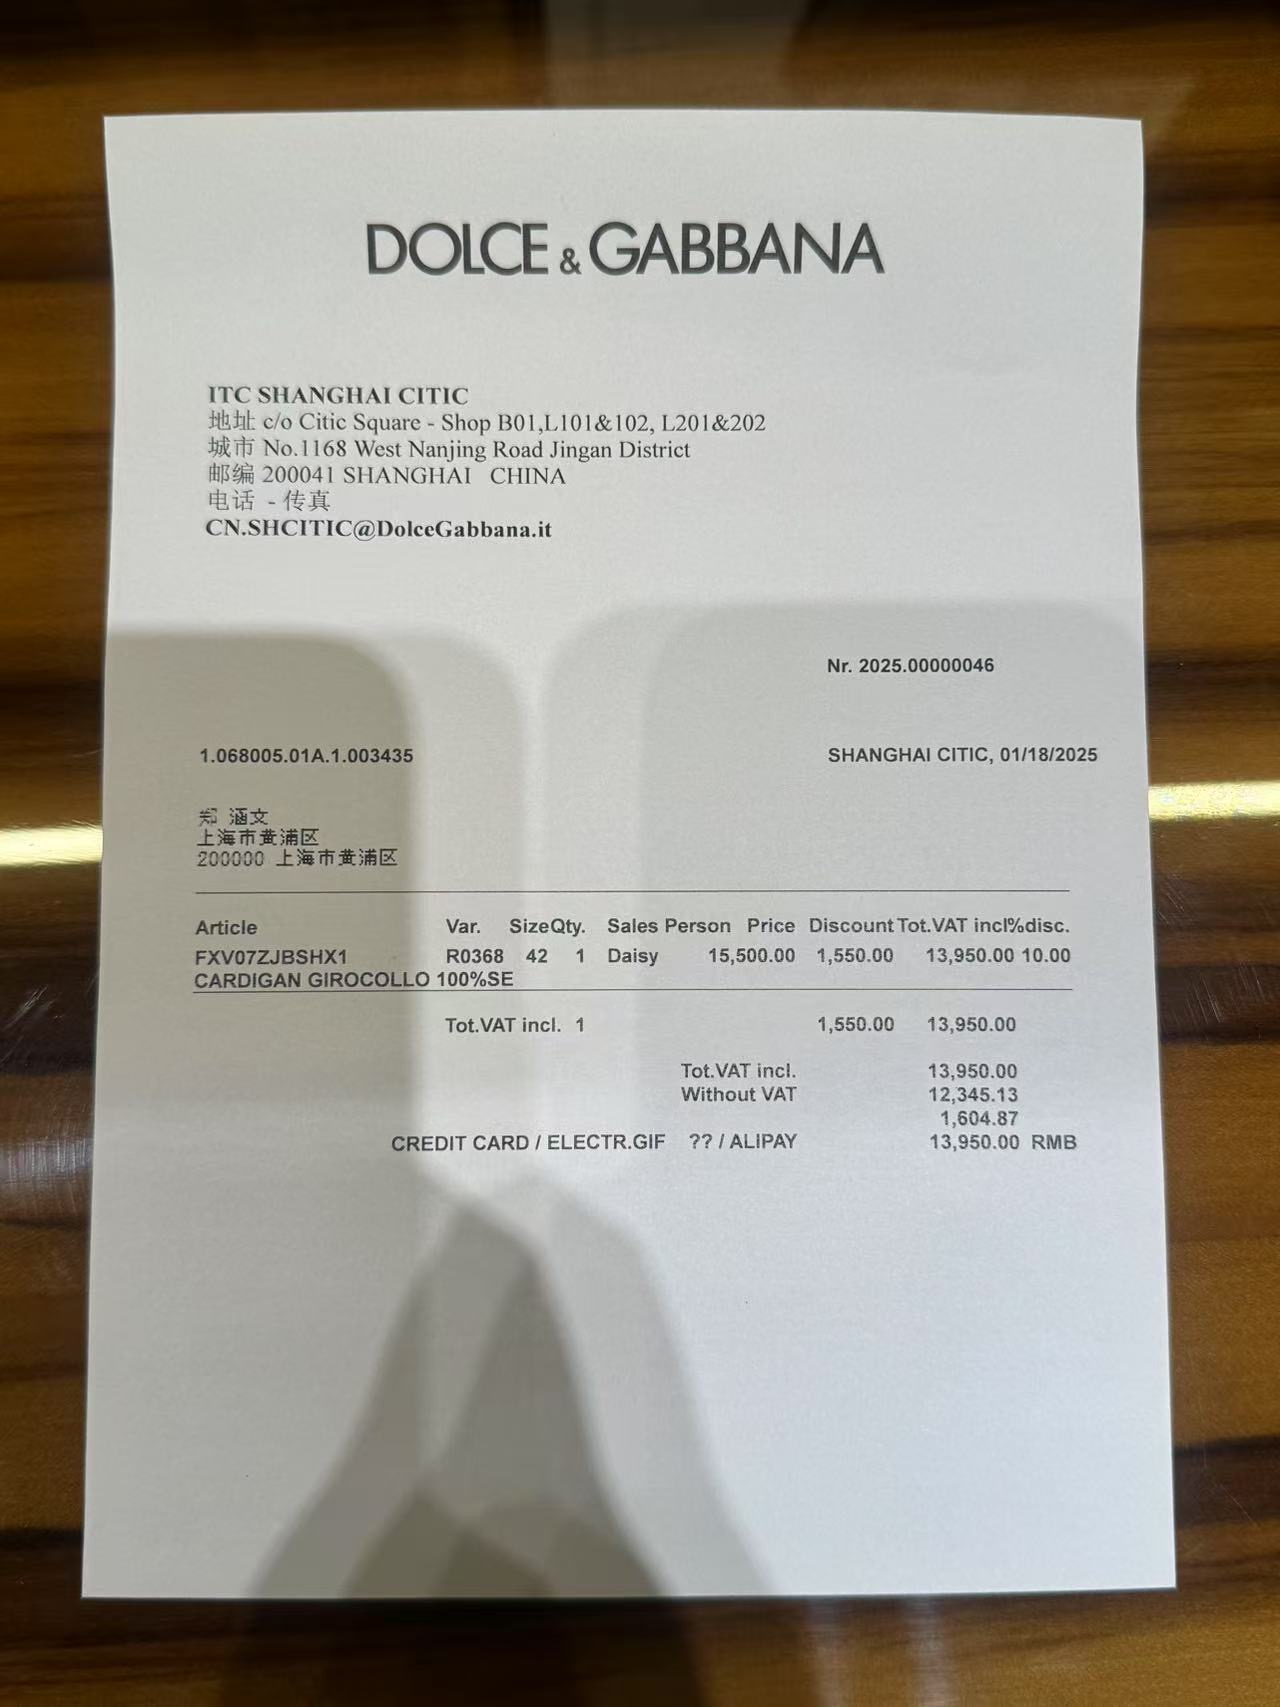 DOLCE & GABBANA
ITC SHANGHAI CITIC
地址 c/o Citic Square - Shop B01,L101&102, L201&202
城市 No.1168 West Nanjing Road Jingan District
邮编 200041 SHANGHAI CHINA
电话 - 传真
CN.SHCITIC@DolceGabbana.it
Nr. 2025.00000046
1.068005.01A.1.003435 SHANGHAI CITIC, 01/18/2025
郑 涵文
上海市黄浦区
200000 上海市黄浦区
Article Var. Size Qty. Sales Person Price Discount Tot.VAT incl %disc.
FXV07ZJBSHX1 R0368 42 1 Daisy 15,500.00 1,550.00 13,950.00 10.00
CARDIGAN GIROCOLLO 100%SE
Tot.VAT incl. 1 1,550.00 13,950.00
Tot.VAT incl. 13,950.00
Without VAT 12,345.13
1,604.87
CREDIT CARD / ELECTR.GIF ?? / ALIPAY 13,950.00 RMB